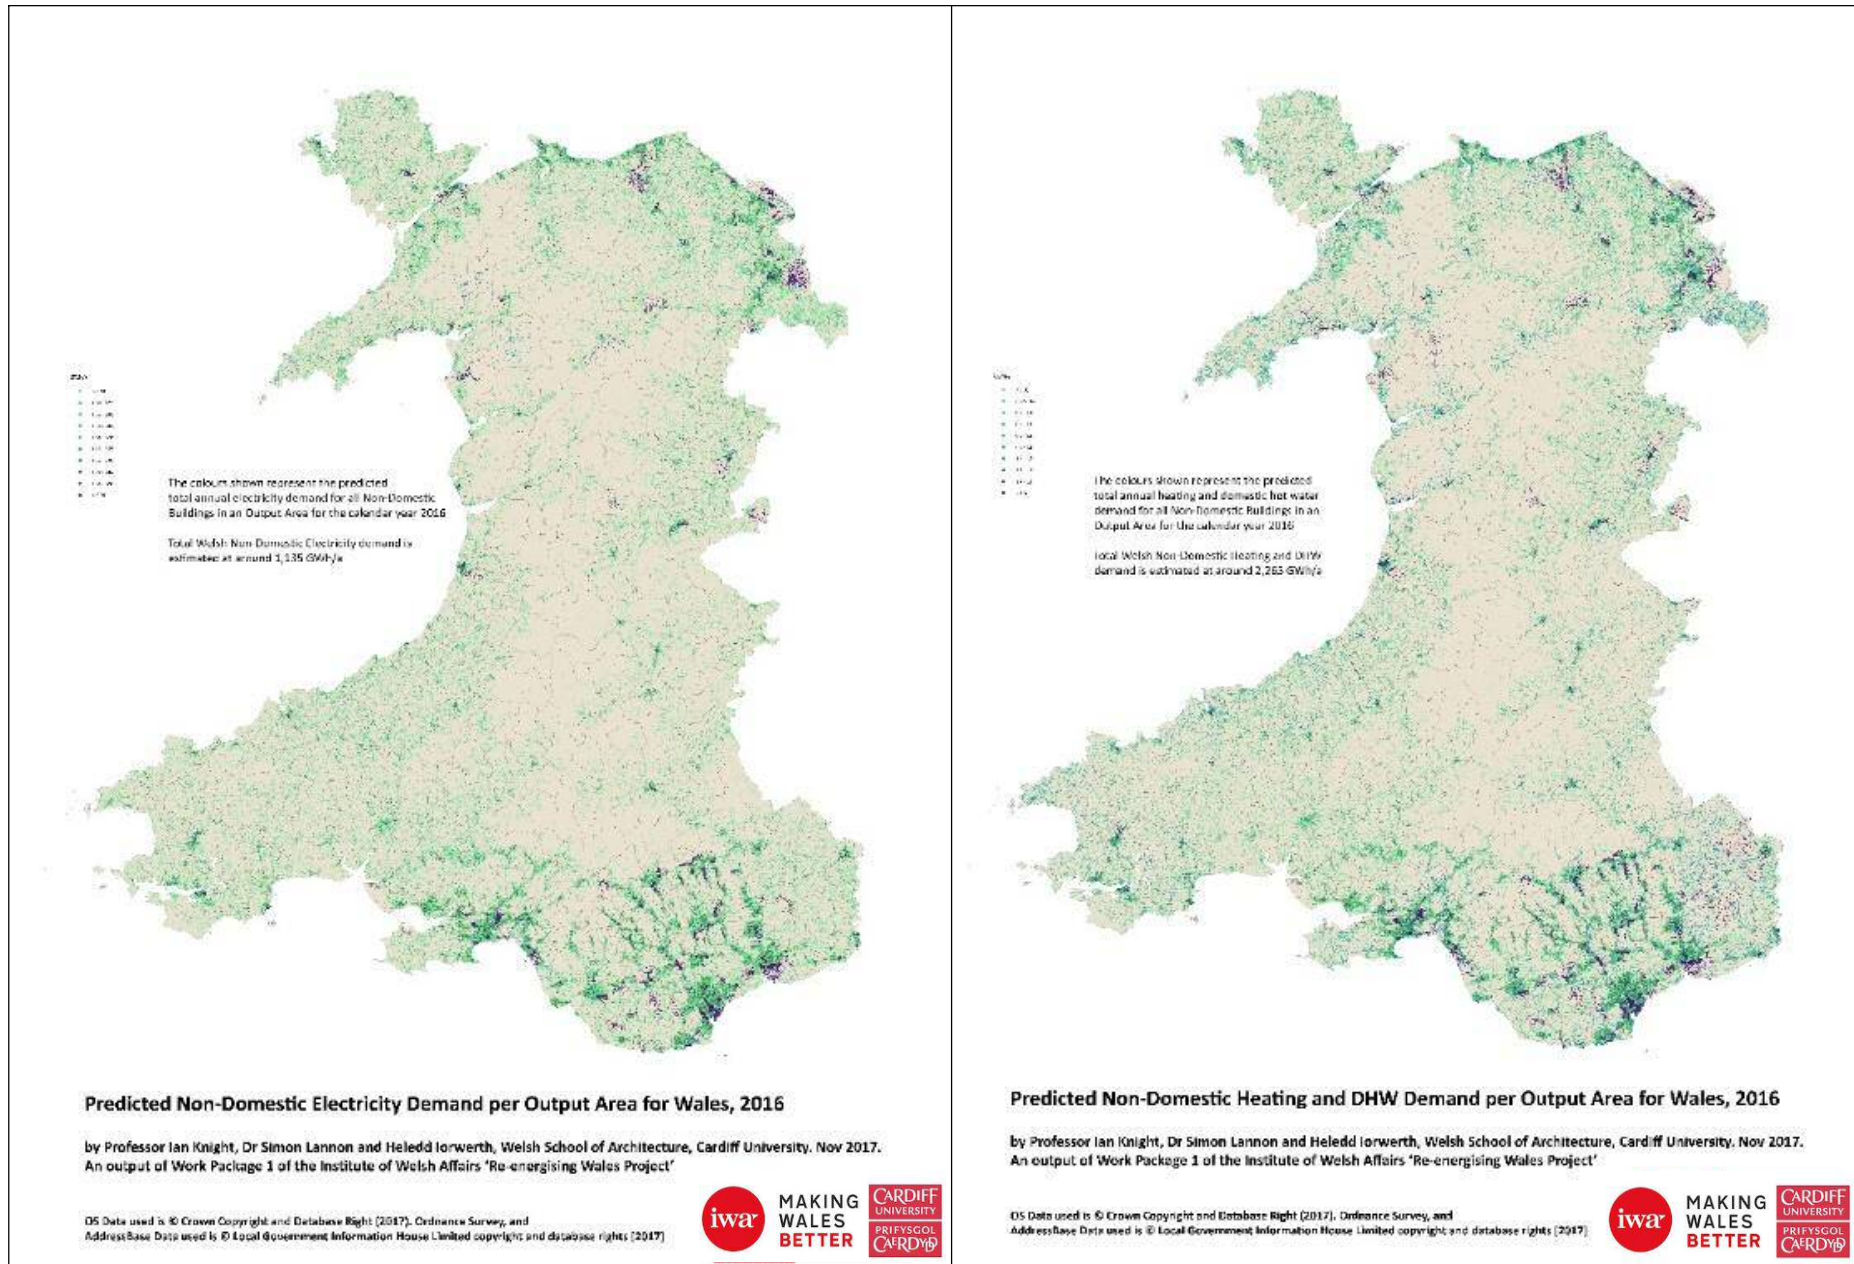 The colours shown represent the predicted
total annual electricity demand for all Non-Domestic
Buildings in an Output Area for the calendar year 2016
Total Welsh Non-Domestic Electricity demand is
estimated at around 1,135 GWh/a
Predicted Non-Domestic Electricity Demand per Output Area for Wales, 2016
by Professor Ian Knight, Dr Simon Lannon and Heledd Iorwerth, Welsh School of Architecture, Cardiff University. Nov 2017.
An output of Work Package 1 of the Institute of Welsh Affairs 'Re-energising Wales Project'
OS Data used is © Crown Copyright and Database Right (2017). Ordnance Survey, and
AddressBase Data used is © Local Government Information House Limited copyright and database rights [2017]
iwa
MAKING
WALES
BETTER
CARDIFF
UNIVERSITY
PRIFYSGOL
CAERDYDD
The colours shown represent the predicted
total annual heating and domestic hot water
demand for all Non-Domestic Buildings in an
Output Area for the calendar year 2016
Total Welsh Non-Domestic Heating and DHW
demand is estimated at around 2,263 GWh/a
Predicted Non-Domestic Heating and DHW Demand per Output Area for Wales, 2016
by Professor Ian Knight, Dr Simon Lannon and Heledd Iorwerth, Welsh School of Architecture, Cardiff University. Nov 2017.
An output of Work Package 1 of the Institute of Welsh Affairs 'Re-energising Wales Project'
OS Data used is © Crown Copyright and Database Right (2017). Ordnance Survey, and
AddressBase Data used is © Local Government Information House Limited copyright and database rights [2017]
iwa
MAKING
WALES
BETTER
CARDIFF
UNIVERSITY
PRIFYSGOL
CAERDYDD